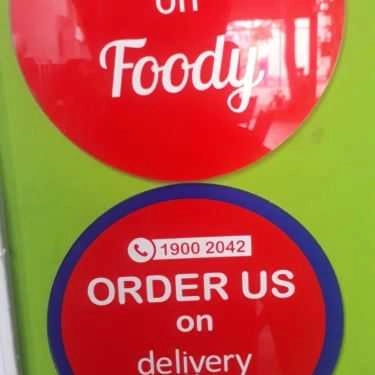 on
Foody
1900 2042
ORDER US
on
delivery